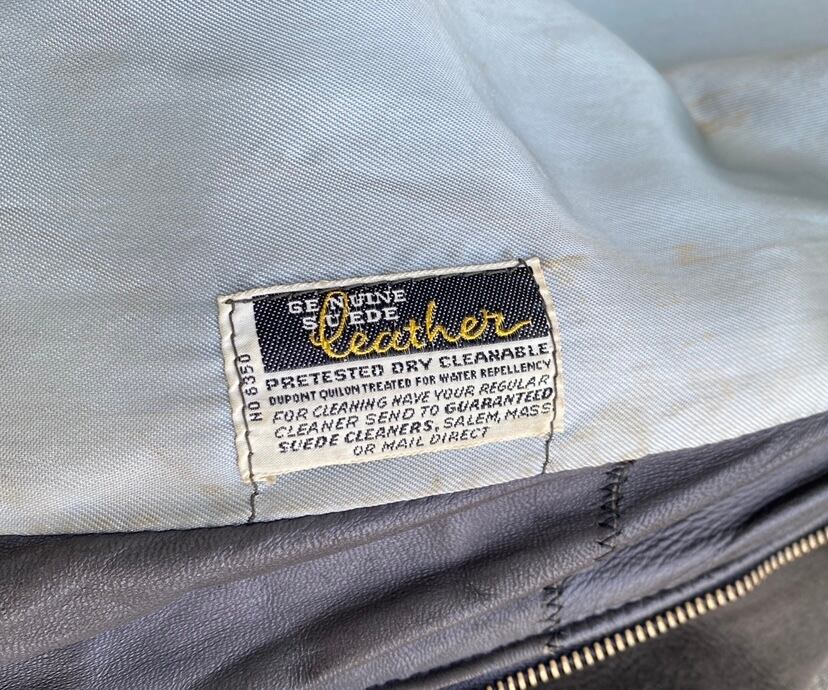 GENUINE
SUEDE
leather
PRETESTED DRY CLEANABLE
DUPONT QUILON TREATED FOR WATER REPELLENCY
FOR CLEANING HAVE YOUR REGULAR
CLEANER SEND TO GUARANTEED
SUEDE CLEANERS, SALEM, MASS
OR MAIL DIRECT
NO 6350